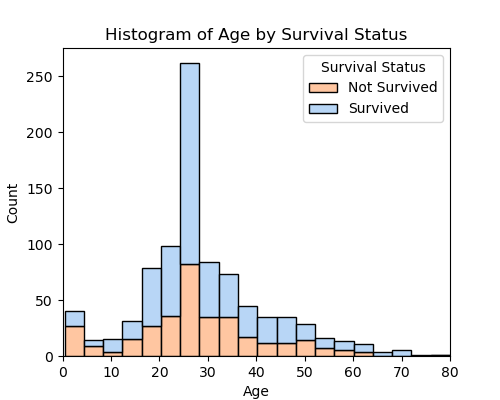 Histogram of Age by Survival Status
Survival Status
Not Survived
Survived
250
200
150
100
50
0
Count
0 10 20 30 40 50 60 70 80
Age